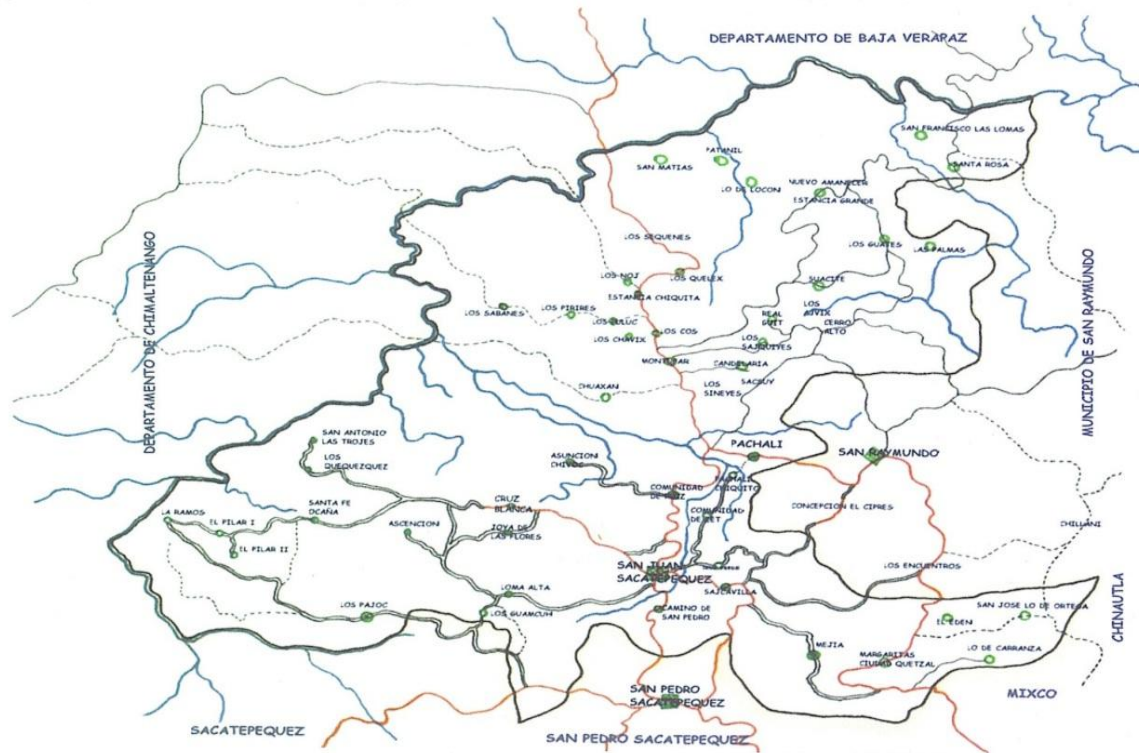 DEPARTAMENTO DE BAJA VERAPAZ
SAN FRANCISCO LAS LOMAS
SAN MATIAS
PATANIL
SANTA ROSA
LO DE LOCON
NUEVO AMANECER
ESTANCIA GRANDE
DEPARTAMENTO DE CHIMALTENANGO
MUNICIPIO DE SAN RAYMUNDO
LOS SEQUENES
LOS GUATES
LAS PALMAS
LOS NOJ
LOS QUELEX
ESTANCIA CHIQUITA
SUACITE
LOS SABANES
LOS PIRIRES
LOS
AJVIX
REAL
GUIT
CERRO
ALTO
LOS COS
LOS CHAVIX
LOS
SAJQUIYES
MONTUFAR
CANDELARIA
SACSUY
LOS
SINEYES
CHUAXAN
SAN ANTONIO
LAS TROJES
LOS QUEQUEZQUEZ
ASUNCION
CHIVOC
PACHALI
SAN RAYMUNDO
PACHALI
CHIQUITO
COMUNIDAD
DE RUIZ
CRUZ
BLANCA
CONCEPCION EL CIPRES
SANTA FE
OCAÑA
LA RAMOS
EL PILAR I
ASCENCION
JOYA DE
LAS FLORES
COMUNIDAD
DE ZET
CHILLANI
EL PILAR II
SAN JUAN
SACATEPEQUEZ
LOS ENCUENTROS
SAJCAVILLA
LOMA ALTA
LOS PAJOC
LOS GUAMCUH
CAMINO DE
SAN PEDRO
SAN JOSE LO DE ORTEGA
EL EDEN
CHINAUTLA
MEJIA
MARGARITAS
CIUDAD QUETZAL
LO DE CARRANZA
SAN PEDRO
SACATEPEQUEZ
MIXCO
SACATEPEQUEZ
SAN PEDRO SACATEPEQUEZ